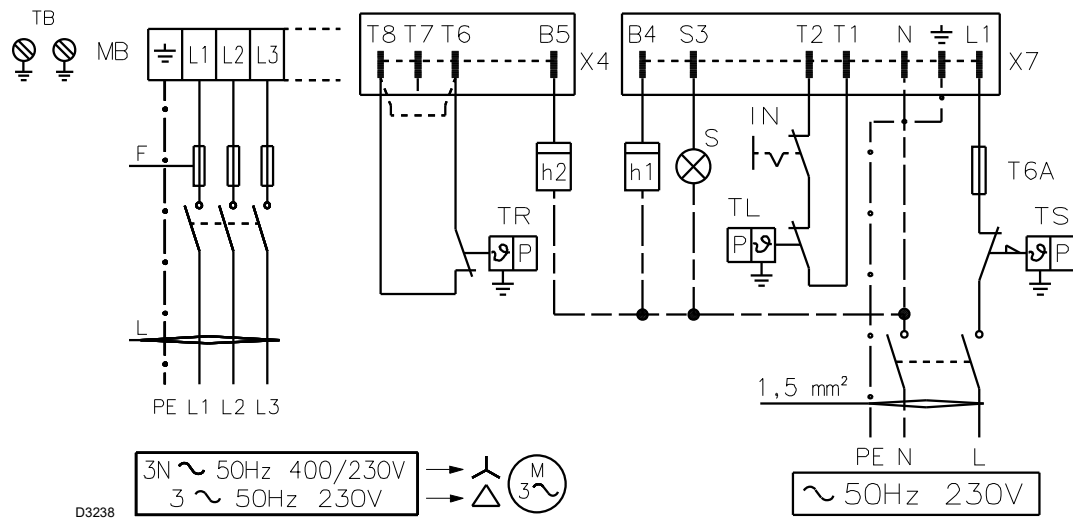 TB
MB L1 L2 L3
T8 T7 T6 B5 X4
B4 S3 T2 T1 N L1 X7
F
h2
h1
S
IN
T6A
TR
ϑ P
TL
P ϑ
TS
ϑ P
L
PE L1 L2 L3
1,5 mm²
PE N L
3N ~ 50Hz 400/230V
3 ~ 50Hz 230V
M
3~
~ 50Hz 230V
D3238